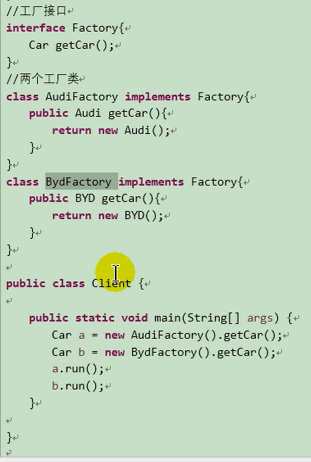 //工厂接口
interface Factory{
    Car getCar();
}
//两个工厂类
class AudiFactory implements Factory{
    public Audi getCar(){
        return new Audi();
    }
}
class BydFactory implements Factory{
    public BYD getCar(){
        return new BYD();
    }
}
public class Client {
    public static void main(String[] args) {
        Car a = new AudiFactory().getCar();
        Car b = new BydFactory().getCar();
        a.run();
        b.run();
    }
}